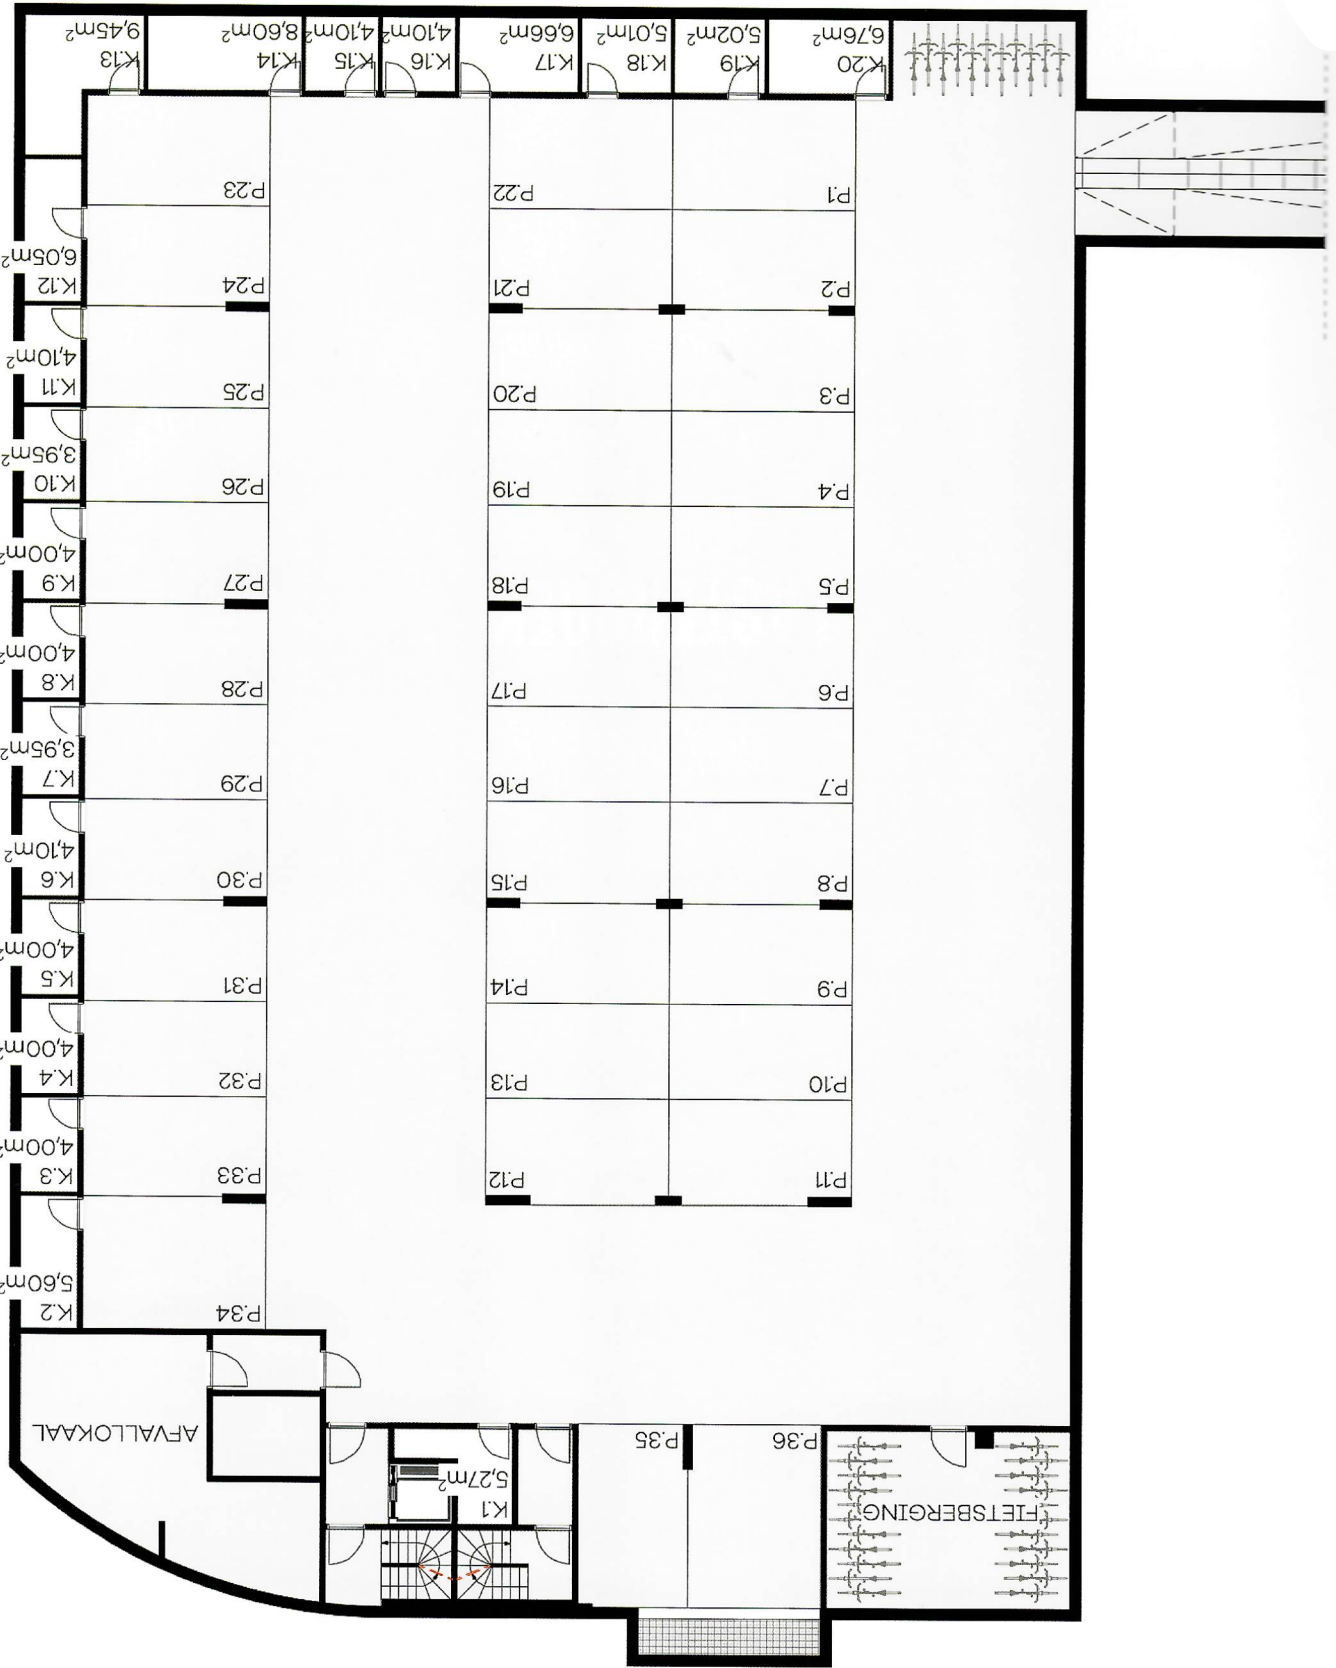 FIETSBERGING
K.1
5,27m²
P.36
P.35
AFVALLOKAAL
P.34
K.2
5,60m²
P.11
P.12
P.33
K.3
4,00m²
P.10
P.13
P.32
K.4
4,00m²
P.9
P.14
P.31
K.5
4,00m²
P.8
P.15
P.30
K.6
4,10m²
P.7
P.16
P.29
K.7
3,95m²
P.6
P.17
P.28
K.8
4,00m²
P.5
P.18
P.27
K.9
4,00m²
P.4
P.19
P.26
K.10
3,95m²
P.3
P.20
P.25
K.11
4,10m²
P.2
P.21
P.24
K.12
6,05m²
P.1
P.22
P.23
K.20
6,76m²
K.19
5,02m²
K.18
5,01m²
K.17
6,66m²
K.16
4,10m²
K.15
4,10m²
K.14
8,60m²
K.13
9,45m²